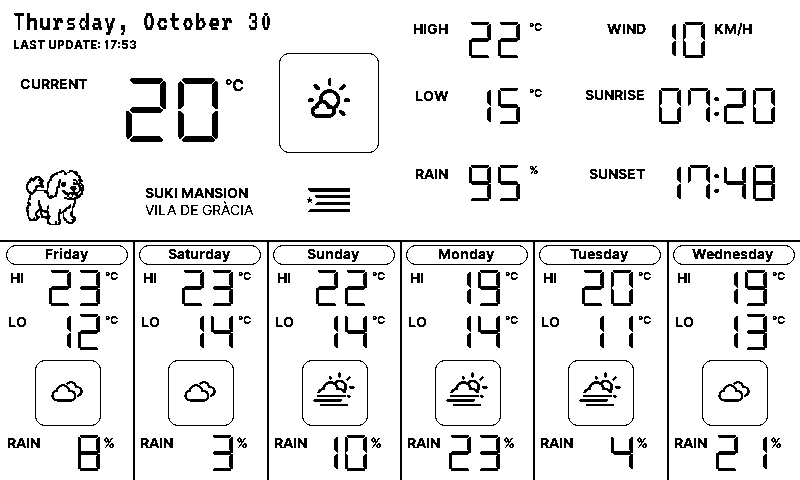 Thursday, October 30
LAST UPDATE: 17:53
CURRENT 20 °C
HIGH 22 °C
WIND 10 KM/H
LOW 15 °C
SUNRISE 07:20
RAIN 95 %
SUNSET 17:48
SUKI MANSION
VILA DE GRÀCIA
Friday
HI 23 °C
LO 12 °C
RAIN 8 %
Saturday
HI 23 °C
LO 14 °C
RAIN 3 %
Sunday
HI 22 °C
LO 14 °C
RAIN 10 %
Monday
HI 19 °C
LO 14 °C
RAIN 23 %
Tuesday
HI 20 °C
LO 11 °C
RAIN 4 %
Wednesday
HI 19 °C
LO 13 °C
RAIN 21 %